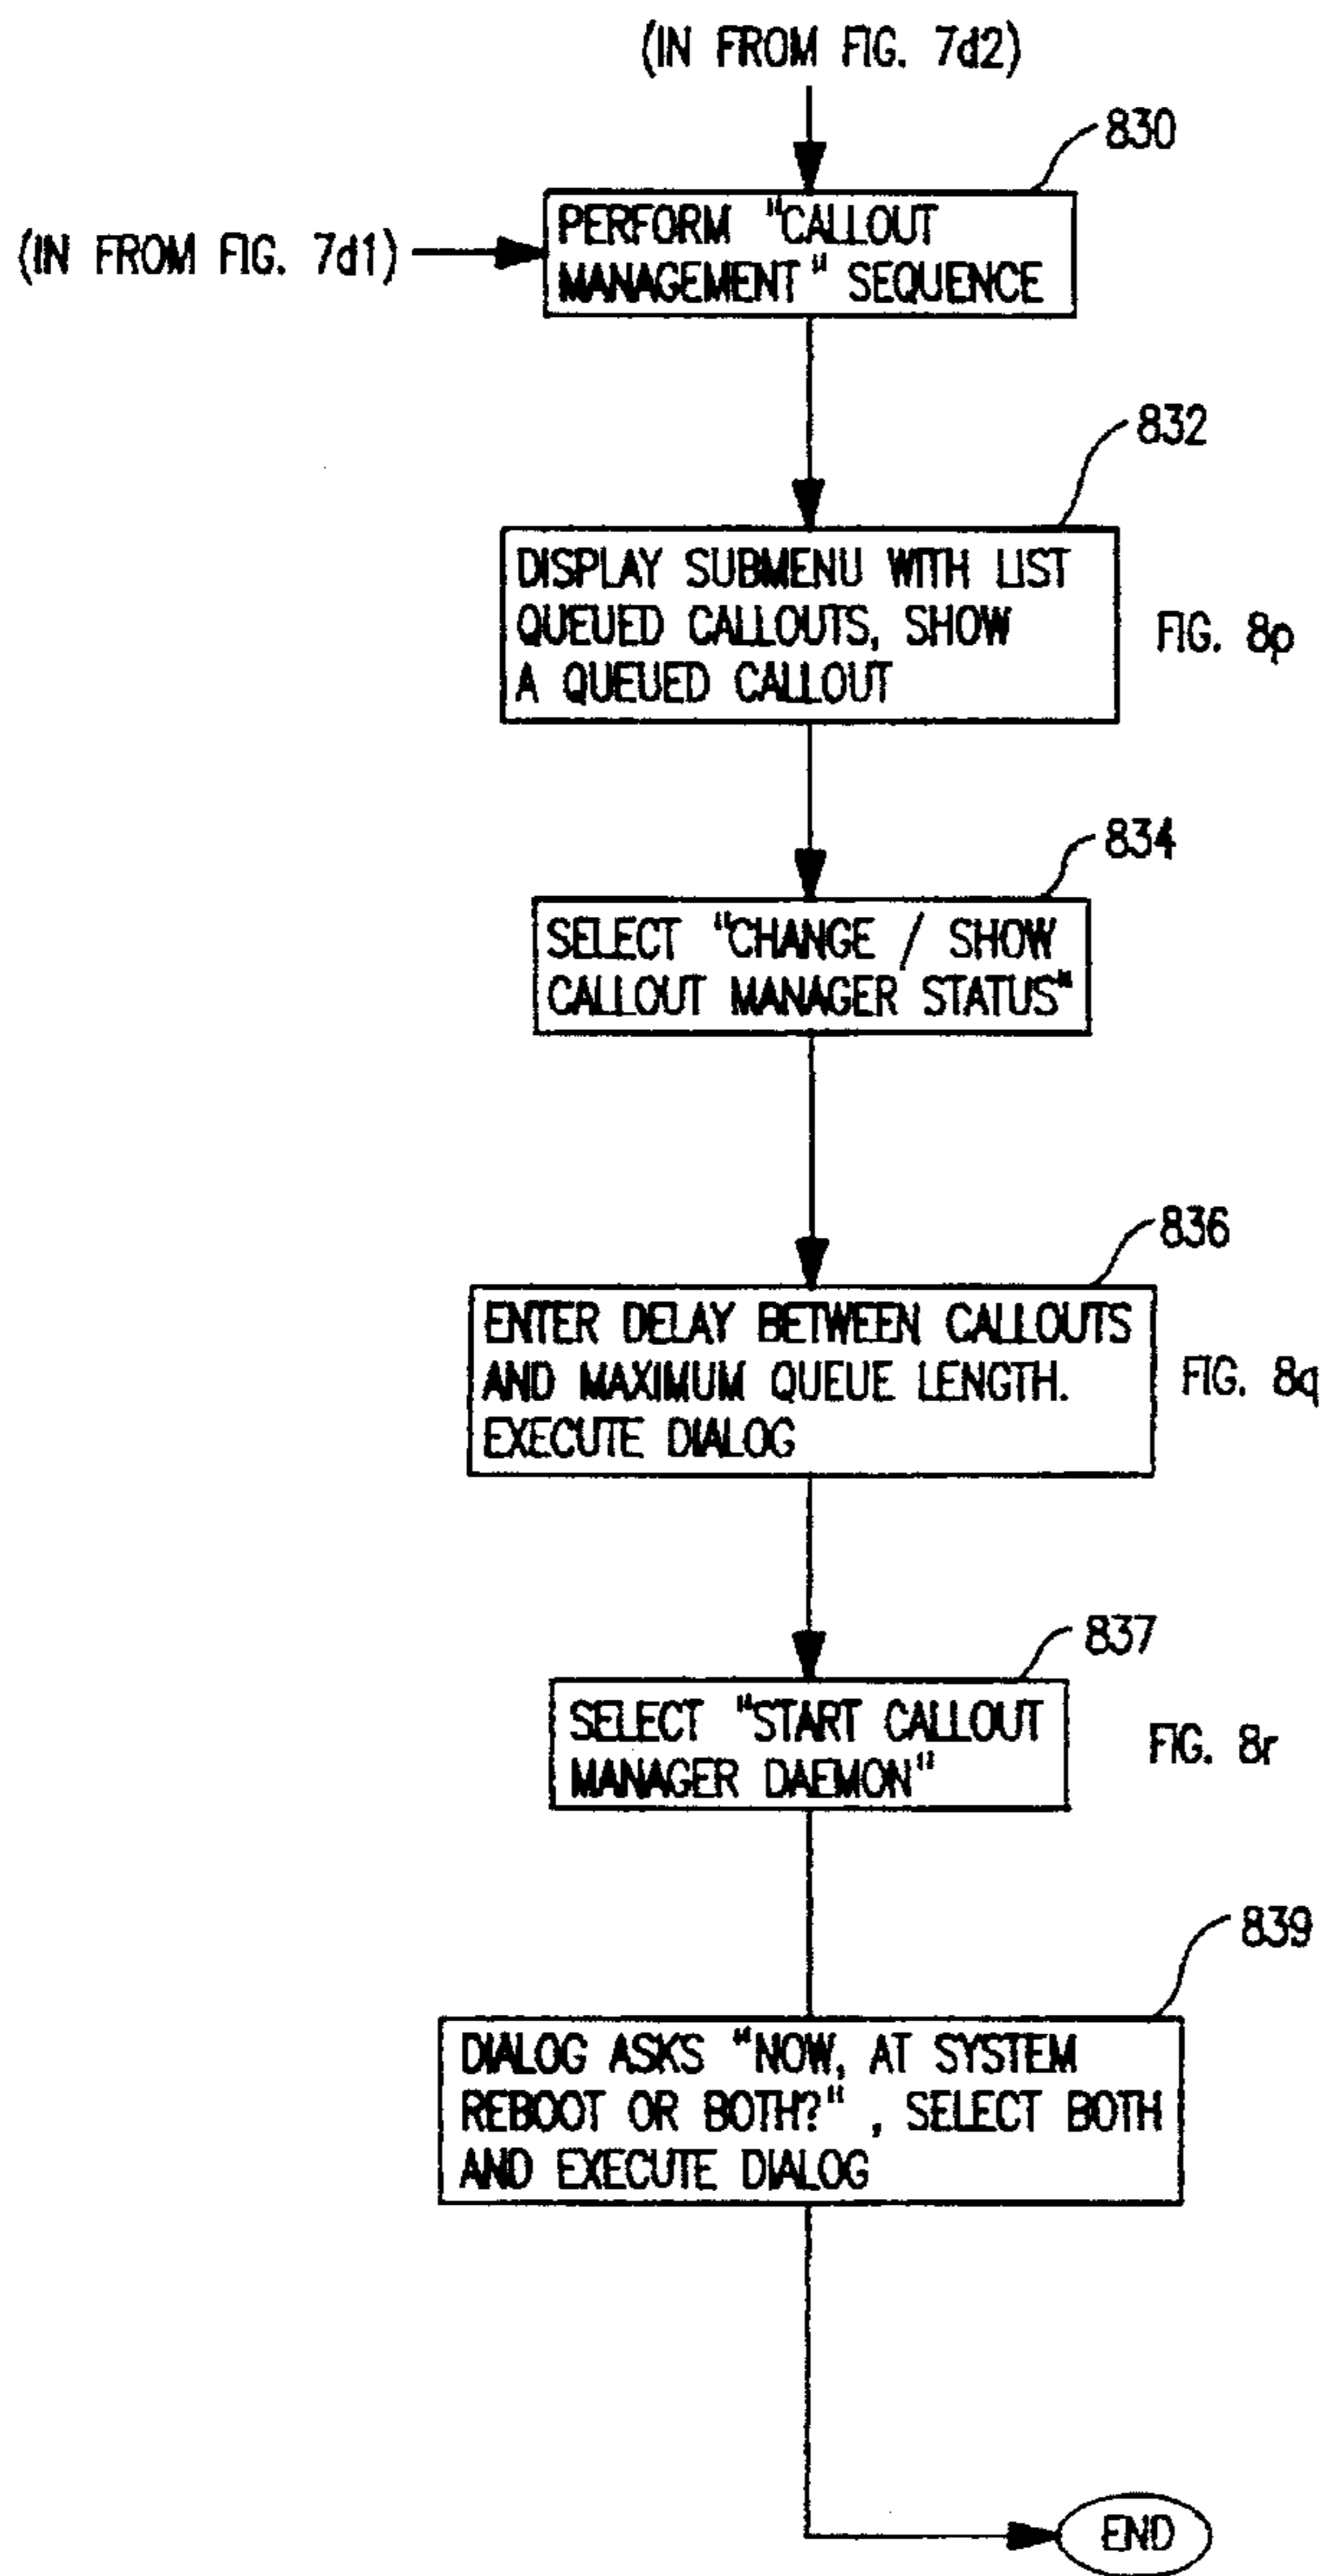 (IN FROM FIG. 7d2)
830
(IN FROM FIG. 7d1)
PERFORM "CALLOUT
MANAGEMENT" SEQUENCE
832
DISPLAY SUBMENU WITH LIST
QUEUED CALLOUTS, SHOW
A QUEUED CALLOUT
FIG. 8p
834
SELECT "CHANGE / SHOW
CALLOUT MANAGER STATUS"
836
ENTER DELAY BETWEEN CALLOUTS
AND MAXIMUM QUEUE LENGTH.
EXECUTE DIALOG
FIG. 8q
837
SELECT "START CALLOUT
MANAGER DAEMON"
FIG. 8r
839
DIALOG ASKS "NOW, AT SYSTEM
REBOOT OR BOTH?" , SELECT BOTH
AND EXECUTE DIALOG
END